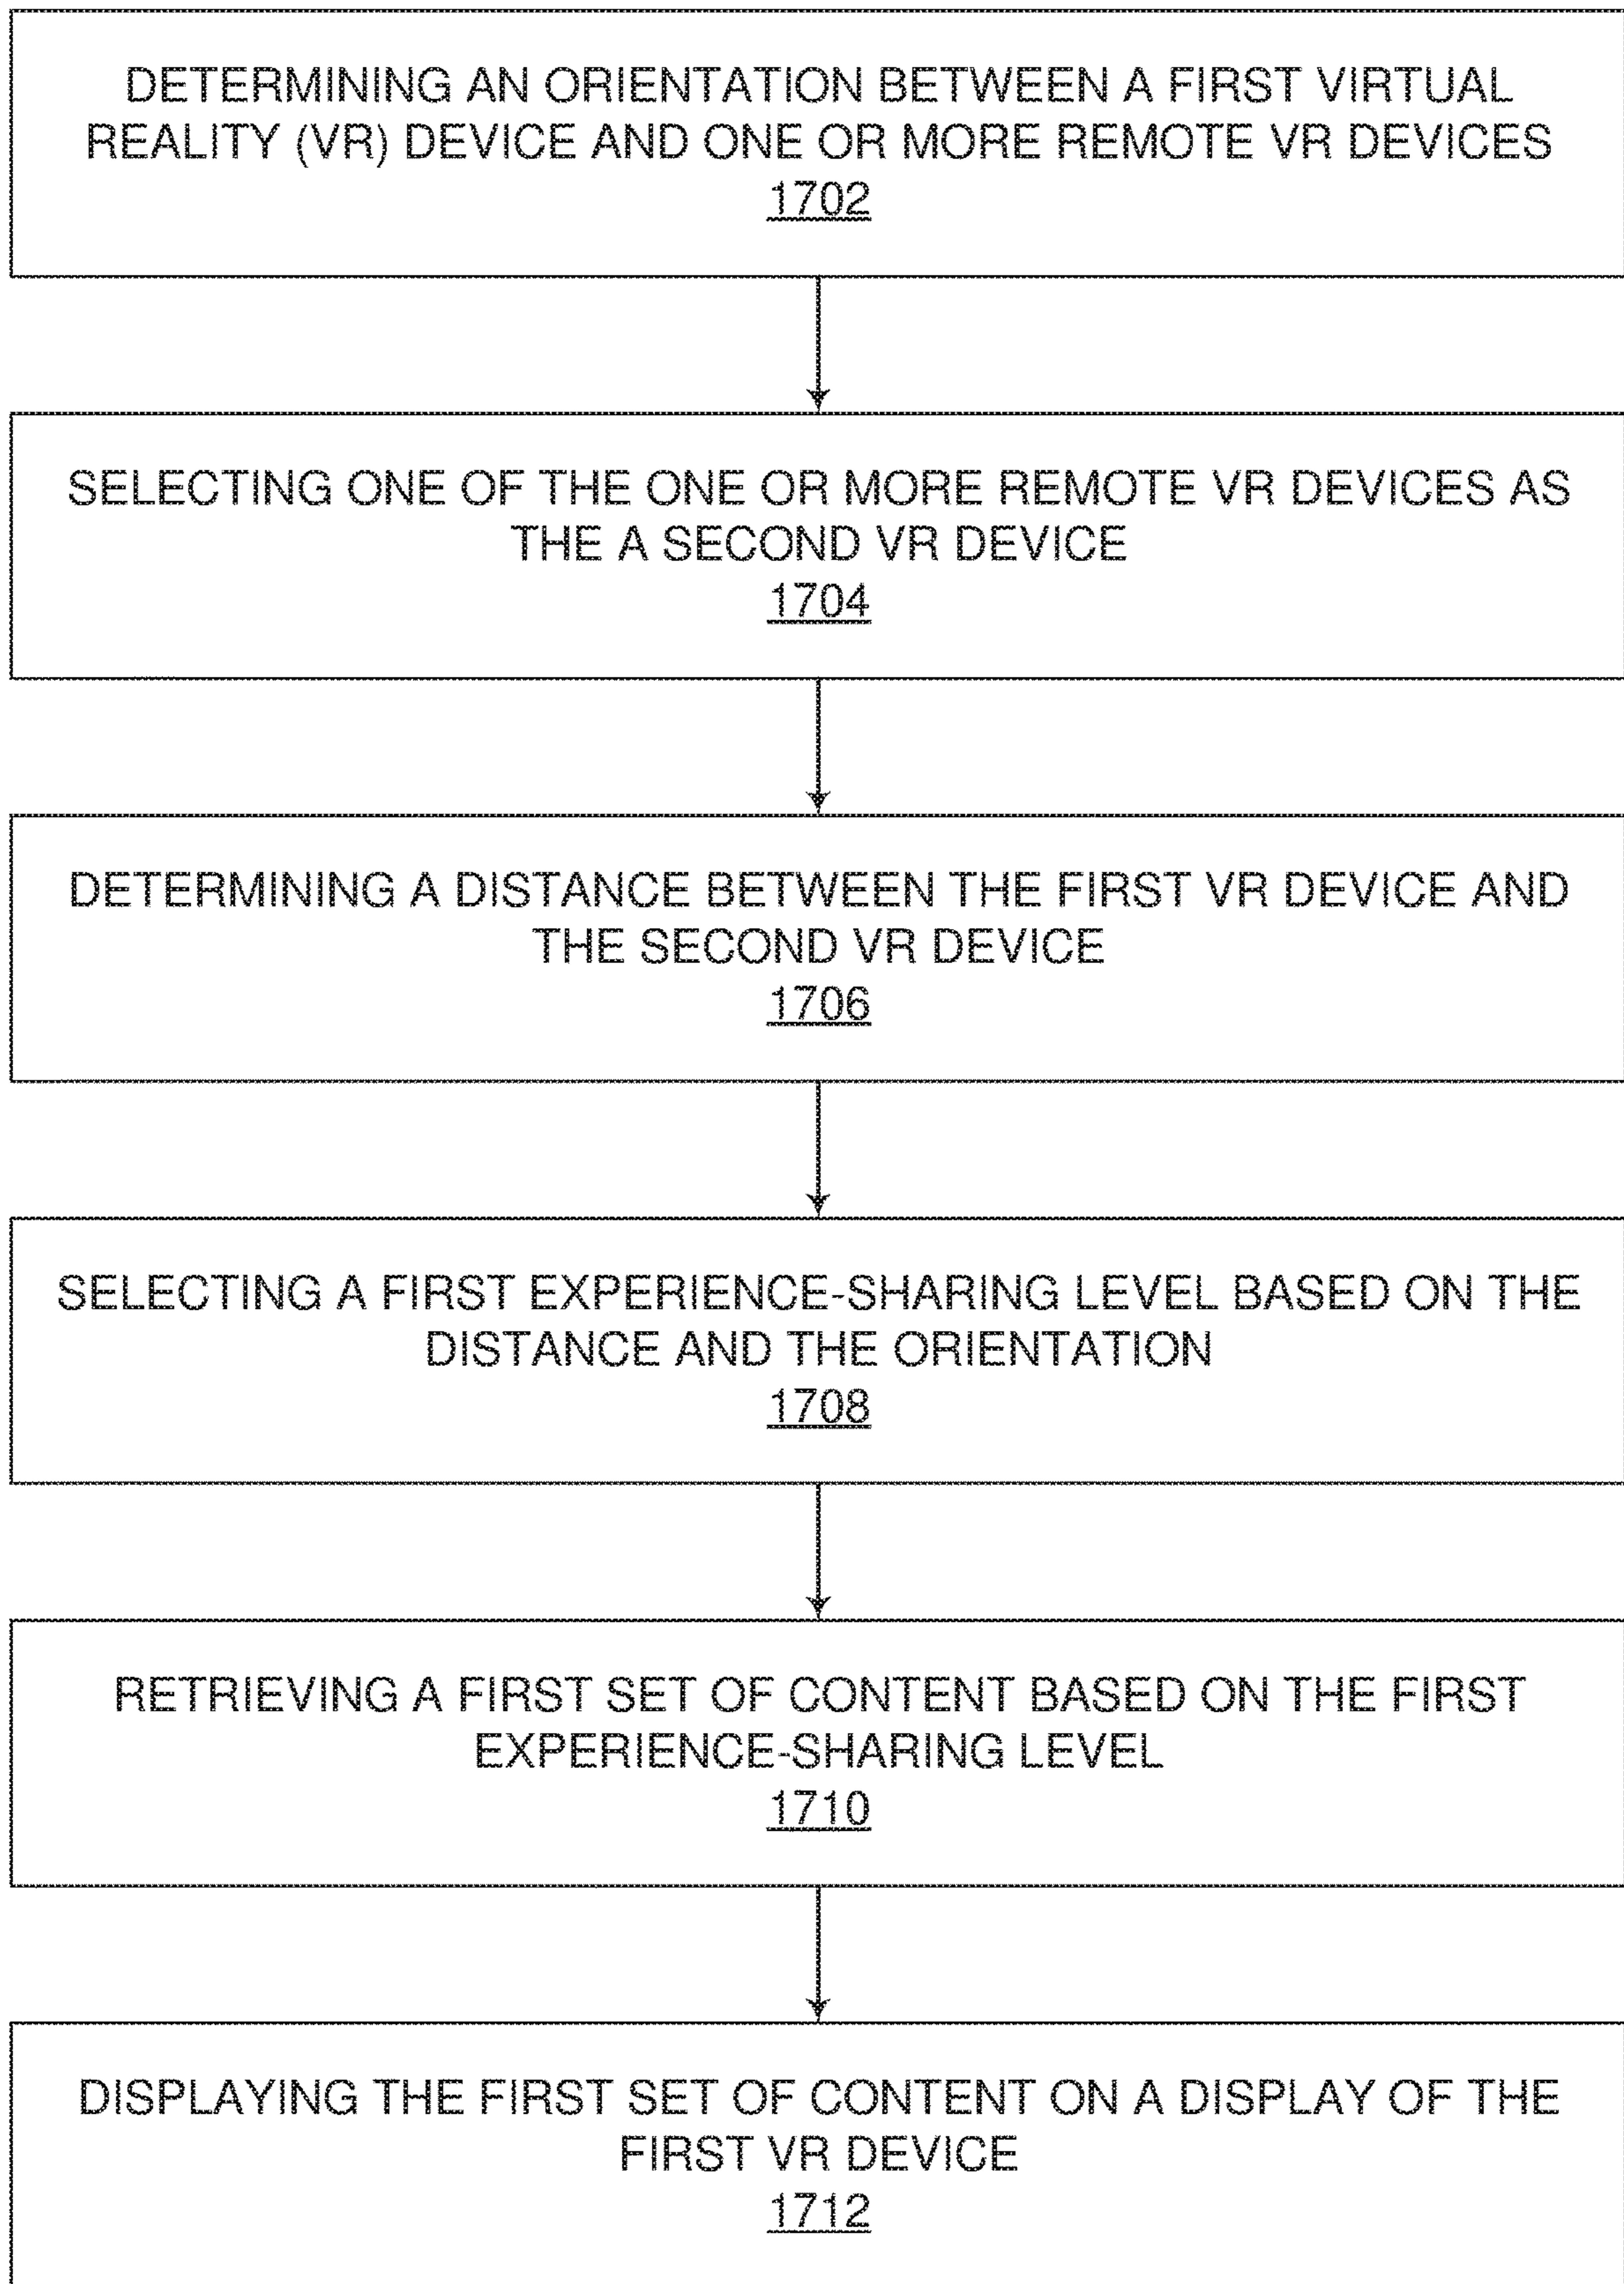 DETERMINING AN ORIENTATION BETWEEN A FIRST VIRTUAL
REALITY (VR) DEVICE AND ONE OR MORE REMOTE VR DEVICES
1702
SELECTING ONE OF THE ONE OR MORE REMOTE VR DEVICES AS
THE A SECOND VR DEVICE
1704
DETERMINING A DISTANCE BETWEEN THE FIRST VR DEVICE AND
THE SECOND VR DEVICE
1706
SELECTING A FIRST EXPERIENCE-SHARING LEVEL BASED ON THE
DISTANCE AND THE ORIENTATION
1708
RETRIEVING A FIRST SET OF CONTENT BASED ON THE FIRST
EXPERIENCE-SHARING LEVEL
1710
DISPLAYING THE FIRST SET OF CONTENT ON A DISPLAY OF THE
FIRST VR DEVICE
1712